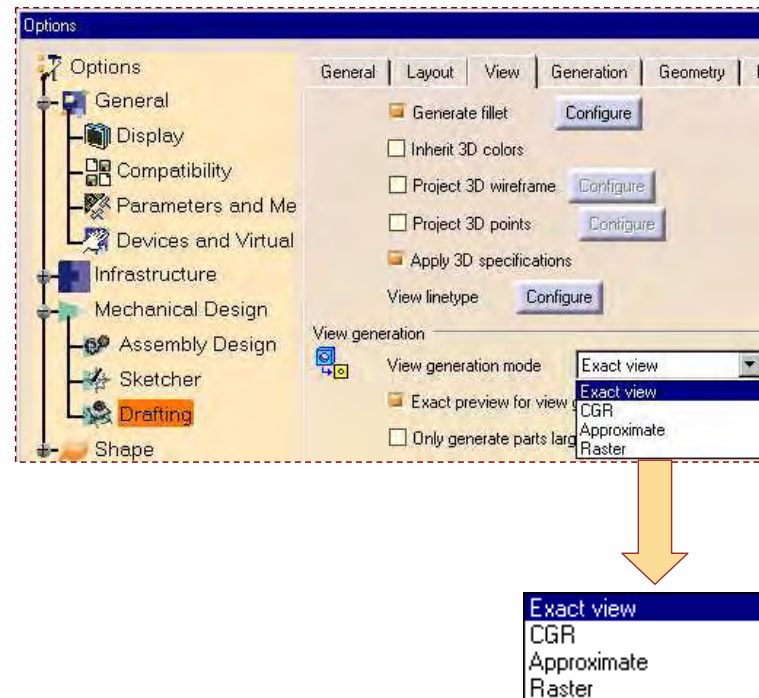 Options
Options
General
Display
Compatibility
Parameters and Me
Devices and Virtual
Infrastructure
Mechanical Design
Assembly Design
Sketcher
Drafting
Shape
General Layout View Generation Geometry
Generate fillet Configure
Inherit 3D colors
Project 3D wireframe Configure
Project 3D points Configure
Apply 3D specifications
View linetype Configure
View generation
View generation mode Exact view
Exact preview for view
Only generate parts larg
Exact view
CGR
Approximate
Raster
Exact view
CGR
Approximate
Raster